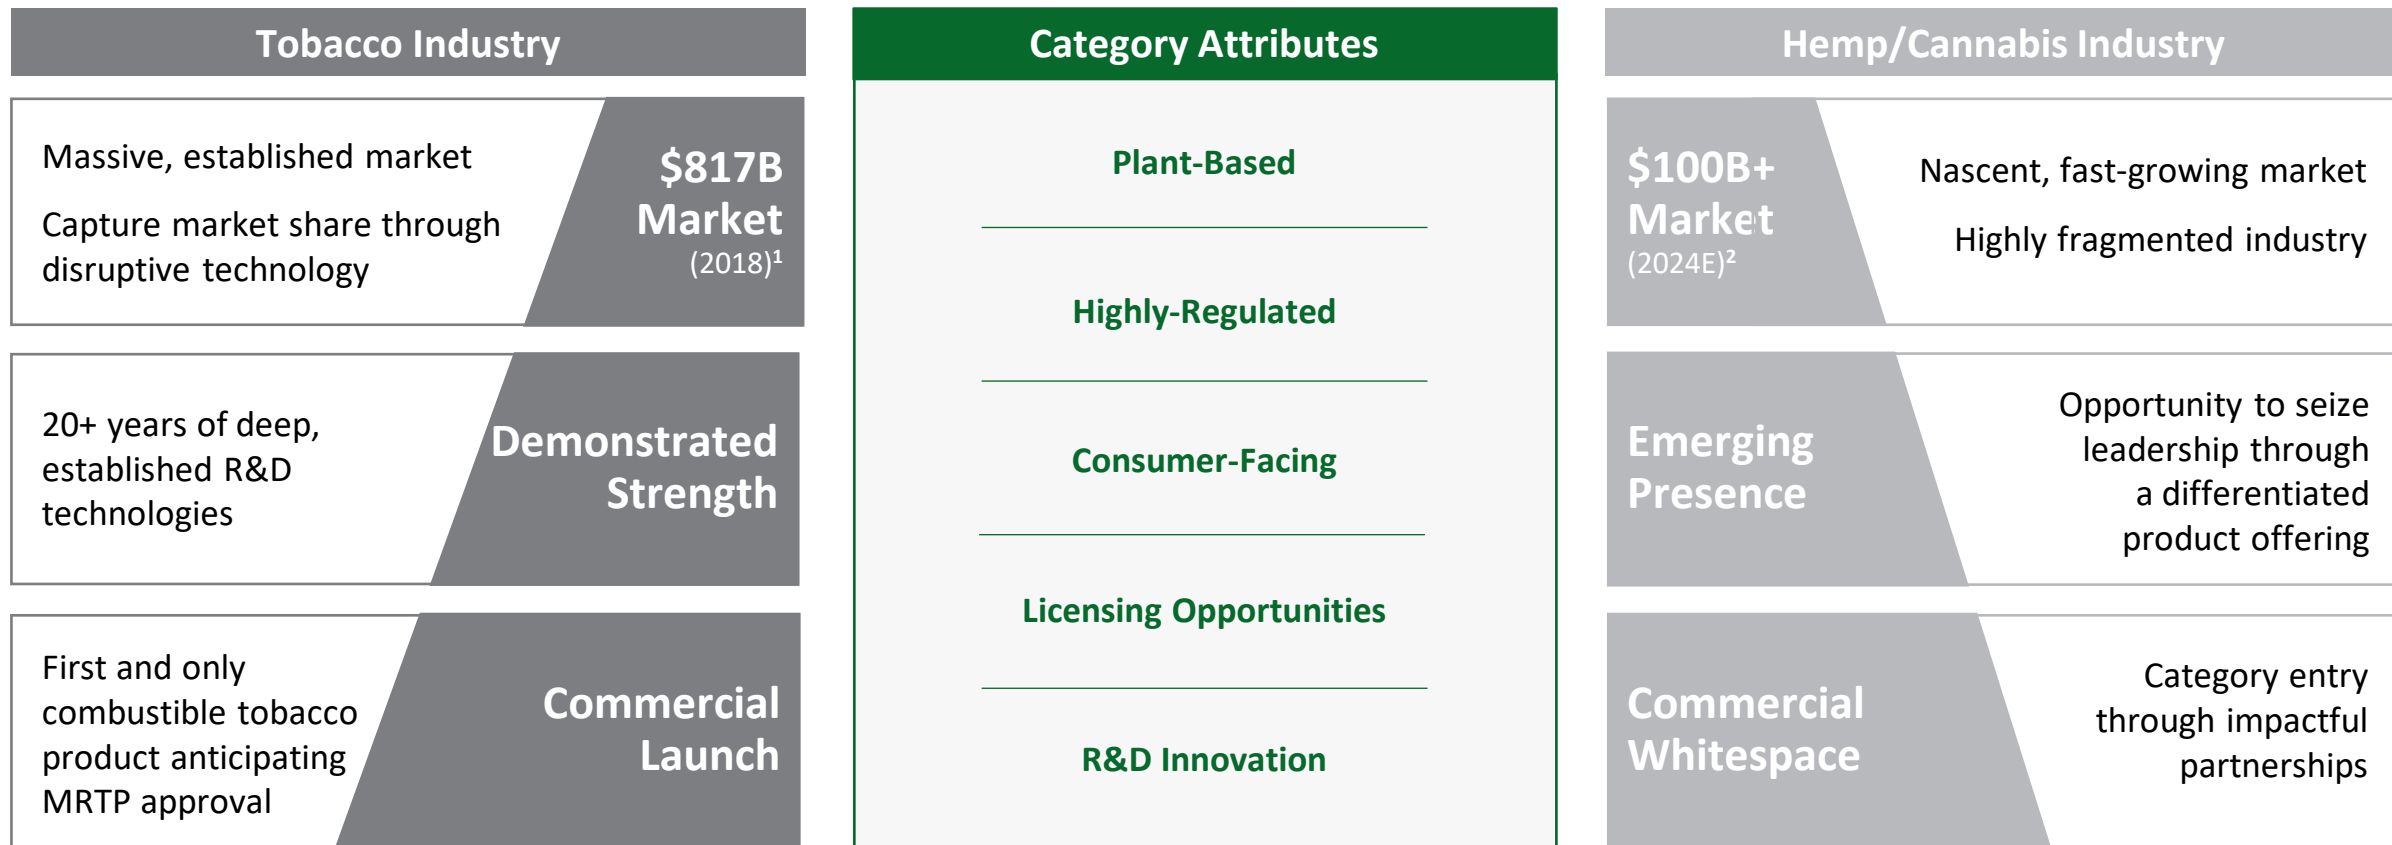 Tobacco Industry
Massive, established market
Capture market share through
disruptive technology
$817B
Market
(2018)¹
20+ years of deep,
established R&D
technologies
Demonstrated
Strength
First and only
combustible tobacco
product anticipating
MRTP approval
Commercial
Launch
Category Attributes
Plant-Based
Highly-Regulated
Consumer-Facing
Licensing Opportunities
R&D Innovation
Hemp/Cannabis Industry
$100B+
Market
(2024E)²
Nascent, fast-growing market
Highly fragmented industry
Emerging
Presence
Opportunity to seize
leadership through
a differentiated
product offering
Commercial
Whitespace
Category entry
through impactful
partnerships